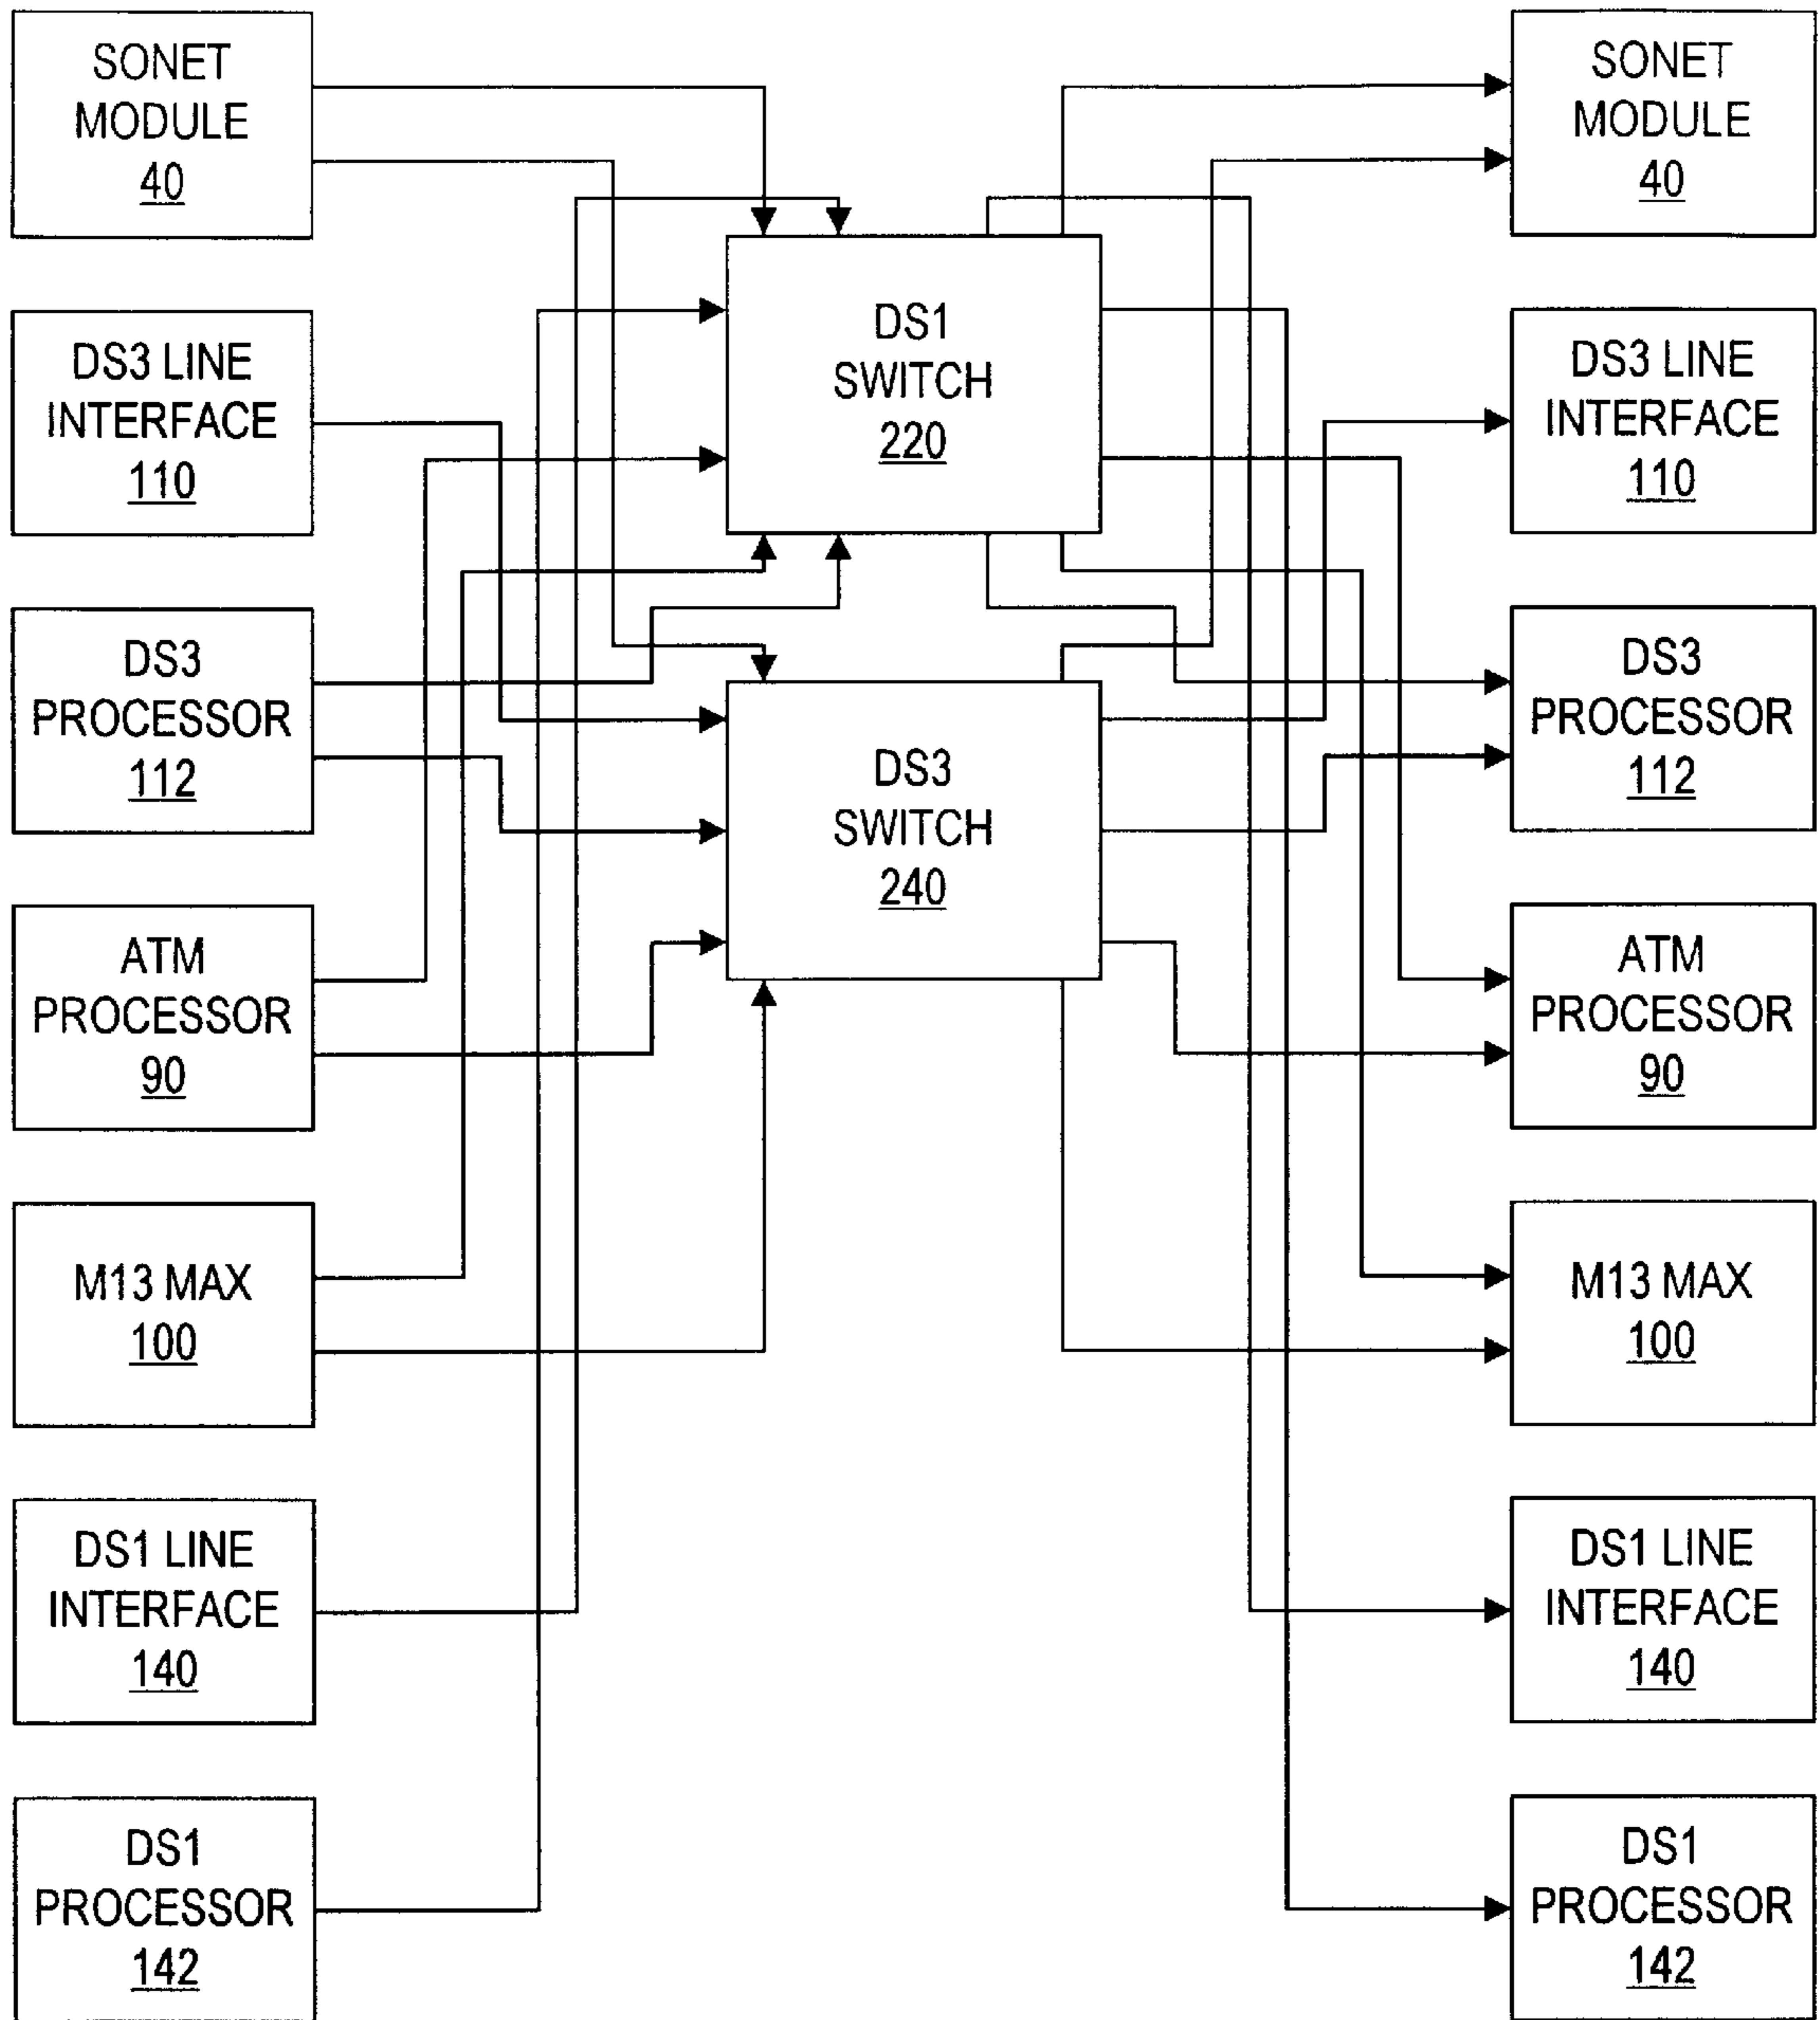 SONET
MODULE
40
DS3 LINE
INTERFACE
110
DS3
PROCESSOR
112
ATM
PROCESSOR
90
M13 MAX
100
DS1 LINE
INTERFACE
140
DS1
PROCESSOR
142
DS1
SWITCH
220
DS3
SWITCH
240
SONET
MODULE
40
DS3 LINE
INTERFACE
110
DS3
PROCESSOR
112
ATM
PROCESSOR
90
M13 MAX
100
DS1 LINE
INTERFACE
140
DS1
PROCESSOR
142